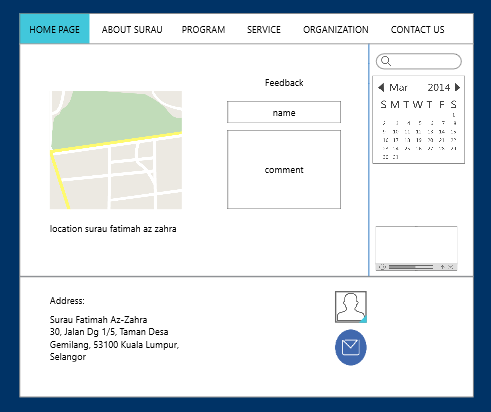 HOME PAGE ABOUT SURAU PROGRAM SERVICE ORGANIZATION CONTACT US
Feedback
name
comment
location surau fatimah az zahra
Mar 2014
S M T W T F S
1
2 3 4 5 6 7 8
9 10 11 12 13 14 15
16 17 18 19 20 21 22
23 24 25 26 27 28 29
30 31
Address:
Surau Fatimah Az-Zahra
30, Jalan Dg 1/5, Taman Desa
Gemilang, 53100 Kuala Lumpur,
Selangor